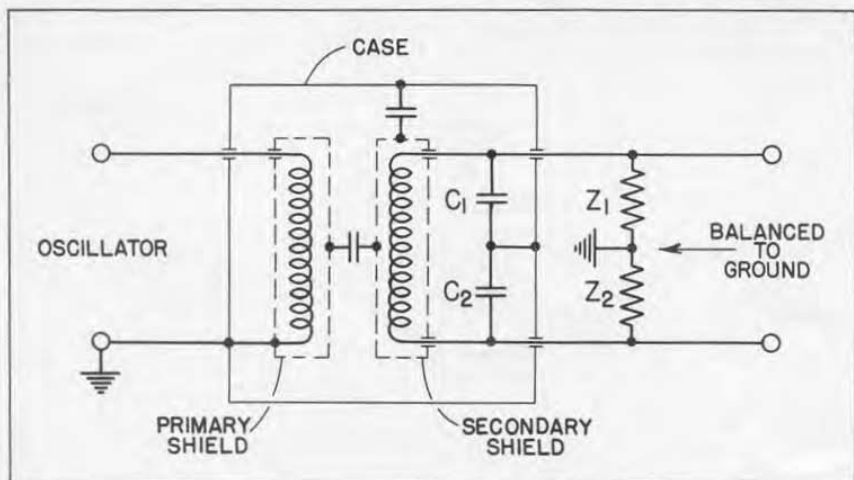 CASE
OSCILLATOR
C1
C2
Z1
Z2
BALANCED
TO
GROUND
PRIMARY
SHIELD
SECONDARY
SHIELD